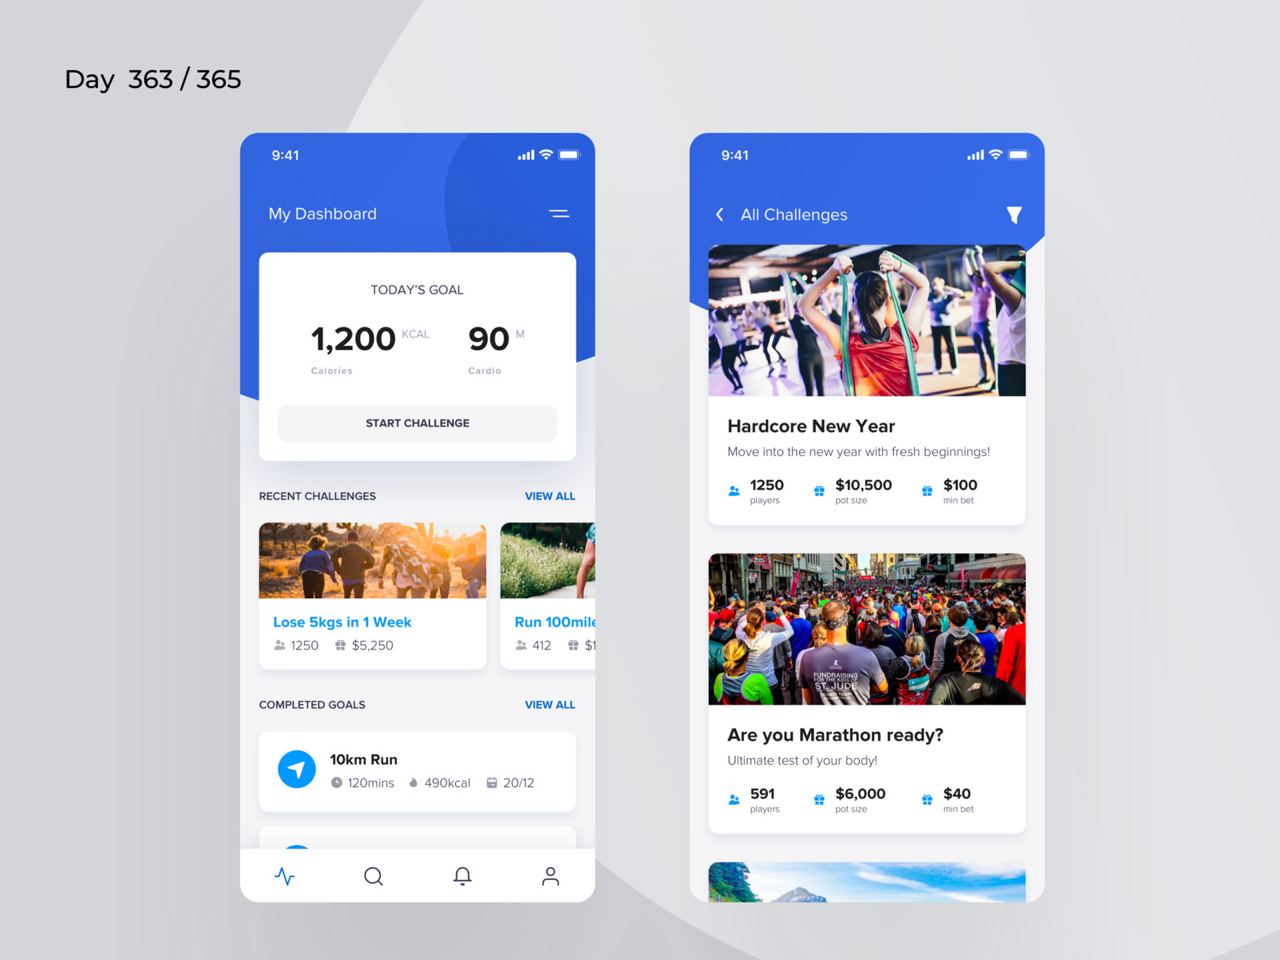 Day 363 / 365
9:41
My Dashboard
TODAY'S GOAL
1,200 KCAL
Calories
90 M
Cardio
START CHALLENGE
RECENT CHALLENGES
VIEW ALL
Lose 5kgs in 1 Week
1250 $5,250
Run 100mile
412 $1
COMPLETED GOALS
VIEW ALL
10km Run
120mins 490kcal 20/12
9:41
All Challenges
Hardcore New Year
Move into the new year with fresh beginnings!
1250 $10,500 $100
players pot size min bet
FUNDRAISING
FOR THE KIDS OF
ST. JUDE
Are you Marathon ready?
Ultimate test of your body!
591 $6,000 $40
players pot size min bet